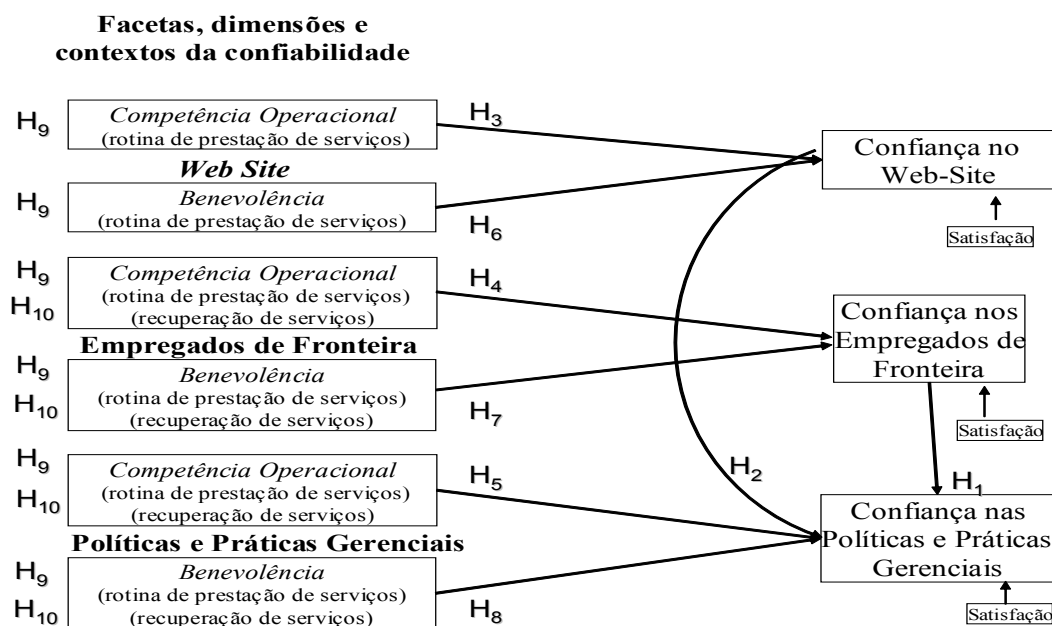 Facetas, dimensões e
contextos da confiabilidade
H9
Competência Operacional
(rotina de prestação de serviços)
H3
Web Site
H9
Benevolência
(rotina de prestação de serviços)
H6
Confiança no
Web-Site
Satisfação
H9
H10
Competência Operacional
(rotina de prestação de serviços)
(recuperação de serviços)
H4
Empregados de Fronteira
H9
H10
Benevolência
(rotina de prestação de serviços)
(recuperação de serviços)
H7
Confiança nos
Empregados de
Fronteira
Satisfação
H9
H10
Competência Operacional
(rotina de prestação de serviços)
(recuperação de serviços)
H5
H2
H1
Políticas e Práticas Gerenciais
H9
H10
Benevolência
(rotina de prestação de serviços)
(recuperação de serviços)
H8
Confiança nas
Políticas e Práticas
Gerenciais
Satisfação